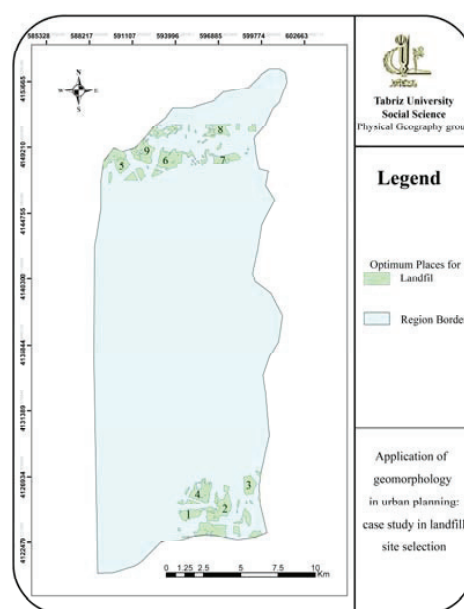 585328 588217 591107 593996 596885 599774 602663
4153665
4149210
4144755
4140300
4135844
4131389
4126934
4122479
N
W E
S
8
9
5 6 7
3
4
2
1
0 1.25 2.5 5 7.5 10
Km
Tabriz University
Social Science
Physical Geography group
Legend
Optimum Places for
Landfil
Region Borde
Application of
geomorphology
in urban planning:
case study in landfill
site selection